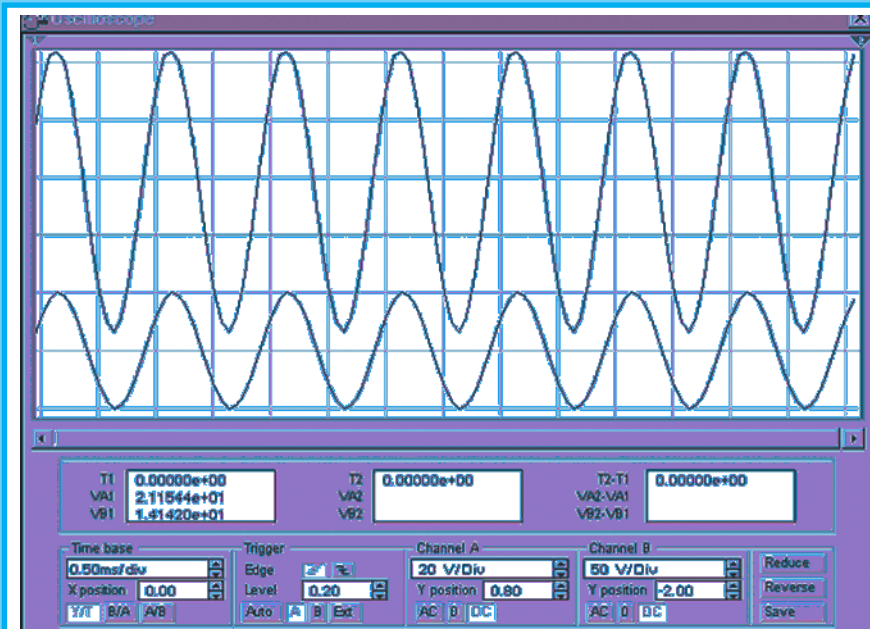 Oscilloscope
T1 0.00000e+00 T2 0.00000e+00 T2-T1 0.00000e+00
VA1 2.11544e+01 VA2 VA2-VA1
VB1 1.41420e+01 VB2 VB2-VB1
Time base Trigger Channel A Channel B
0.50ms/div Edge 20 V/Div 50 V/Div Reduce
X position 0.00 Level 0.20 Y position 0.80 Y position -2.00 Reverse
Y/T B/A A/B Auto A B Ext AC 0 DC AC 0 DC Save